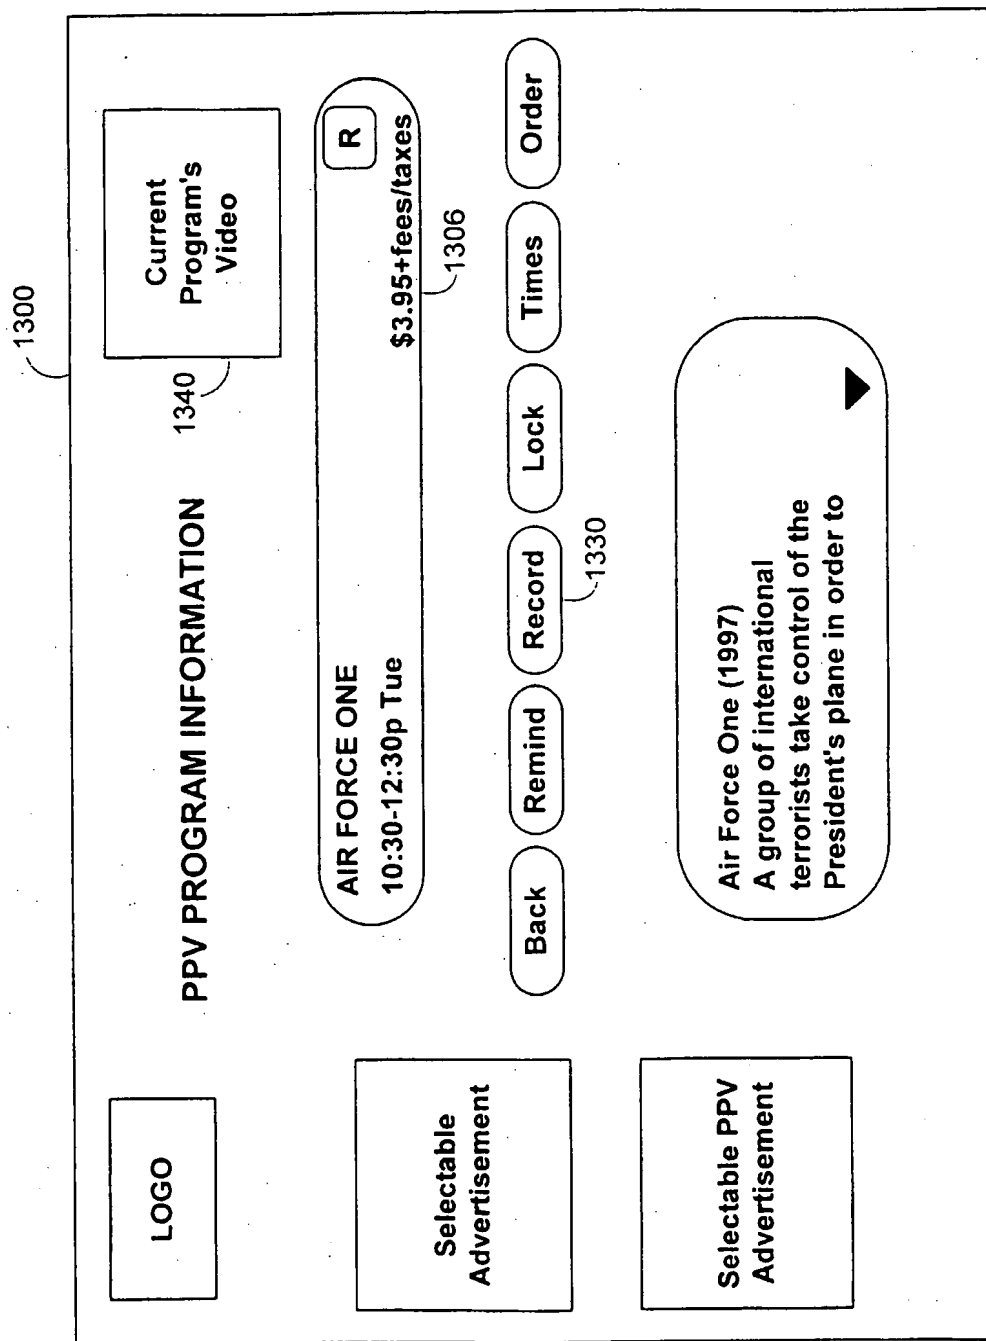 1300
LOGO
PPV PROGRAM INFORMATION
1340
Current
Program's
Video
AIR FORCE ONE
R
10:30-12:30p Tue
$3.95+fees/taxes
1306
Back
Remind
Record
Lock
Times
Order
1330
Selectable
Advertisement
Selectable PPV
Advertisement
Air Force One (1997)
A group of international
terrorists take control of the
President's plane in order to